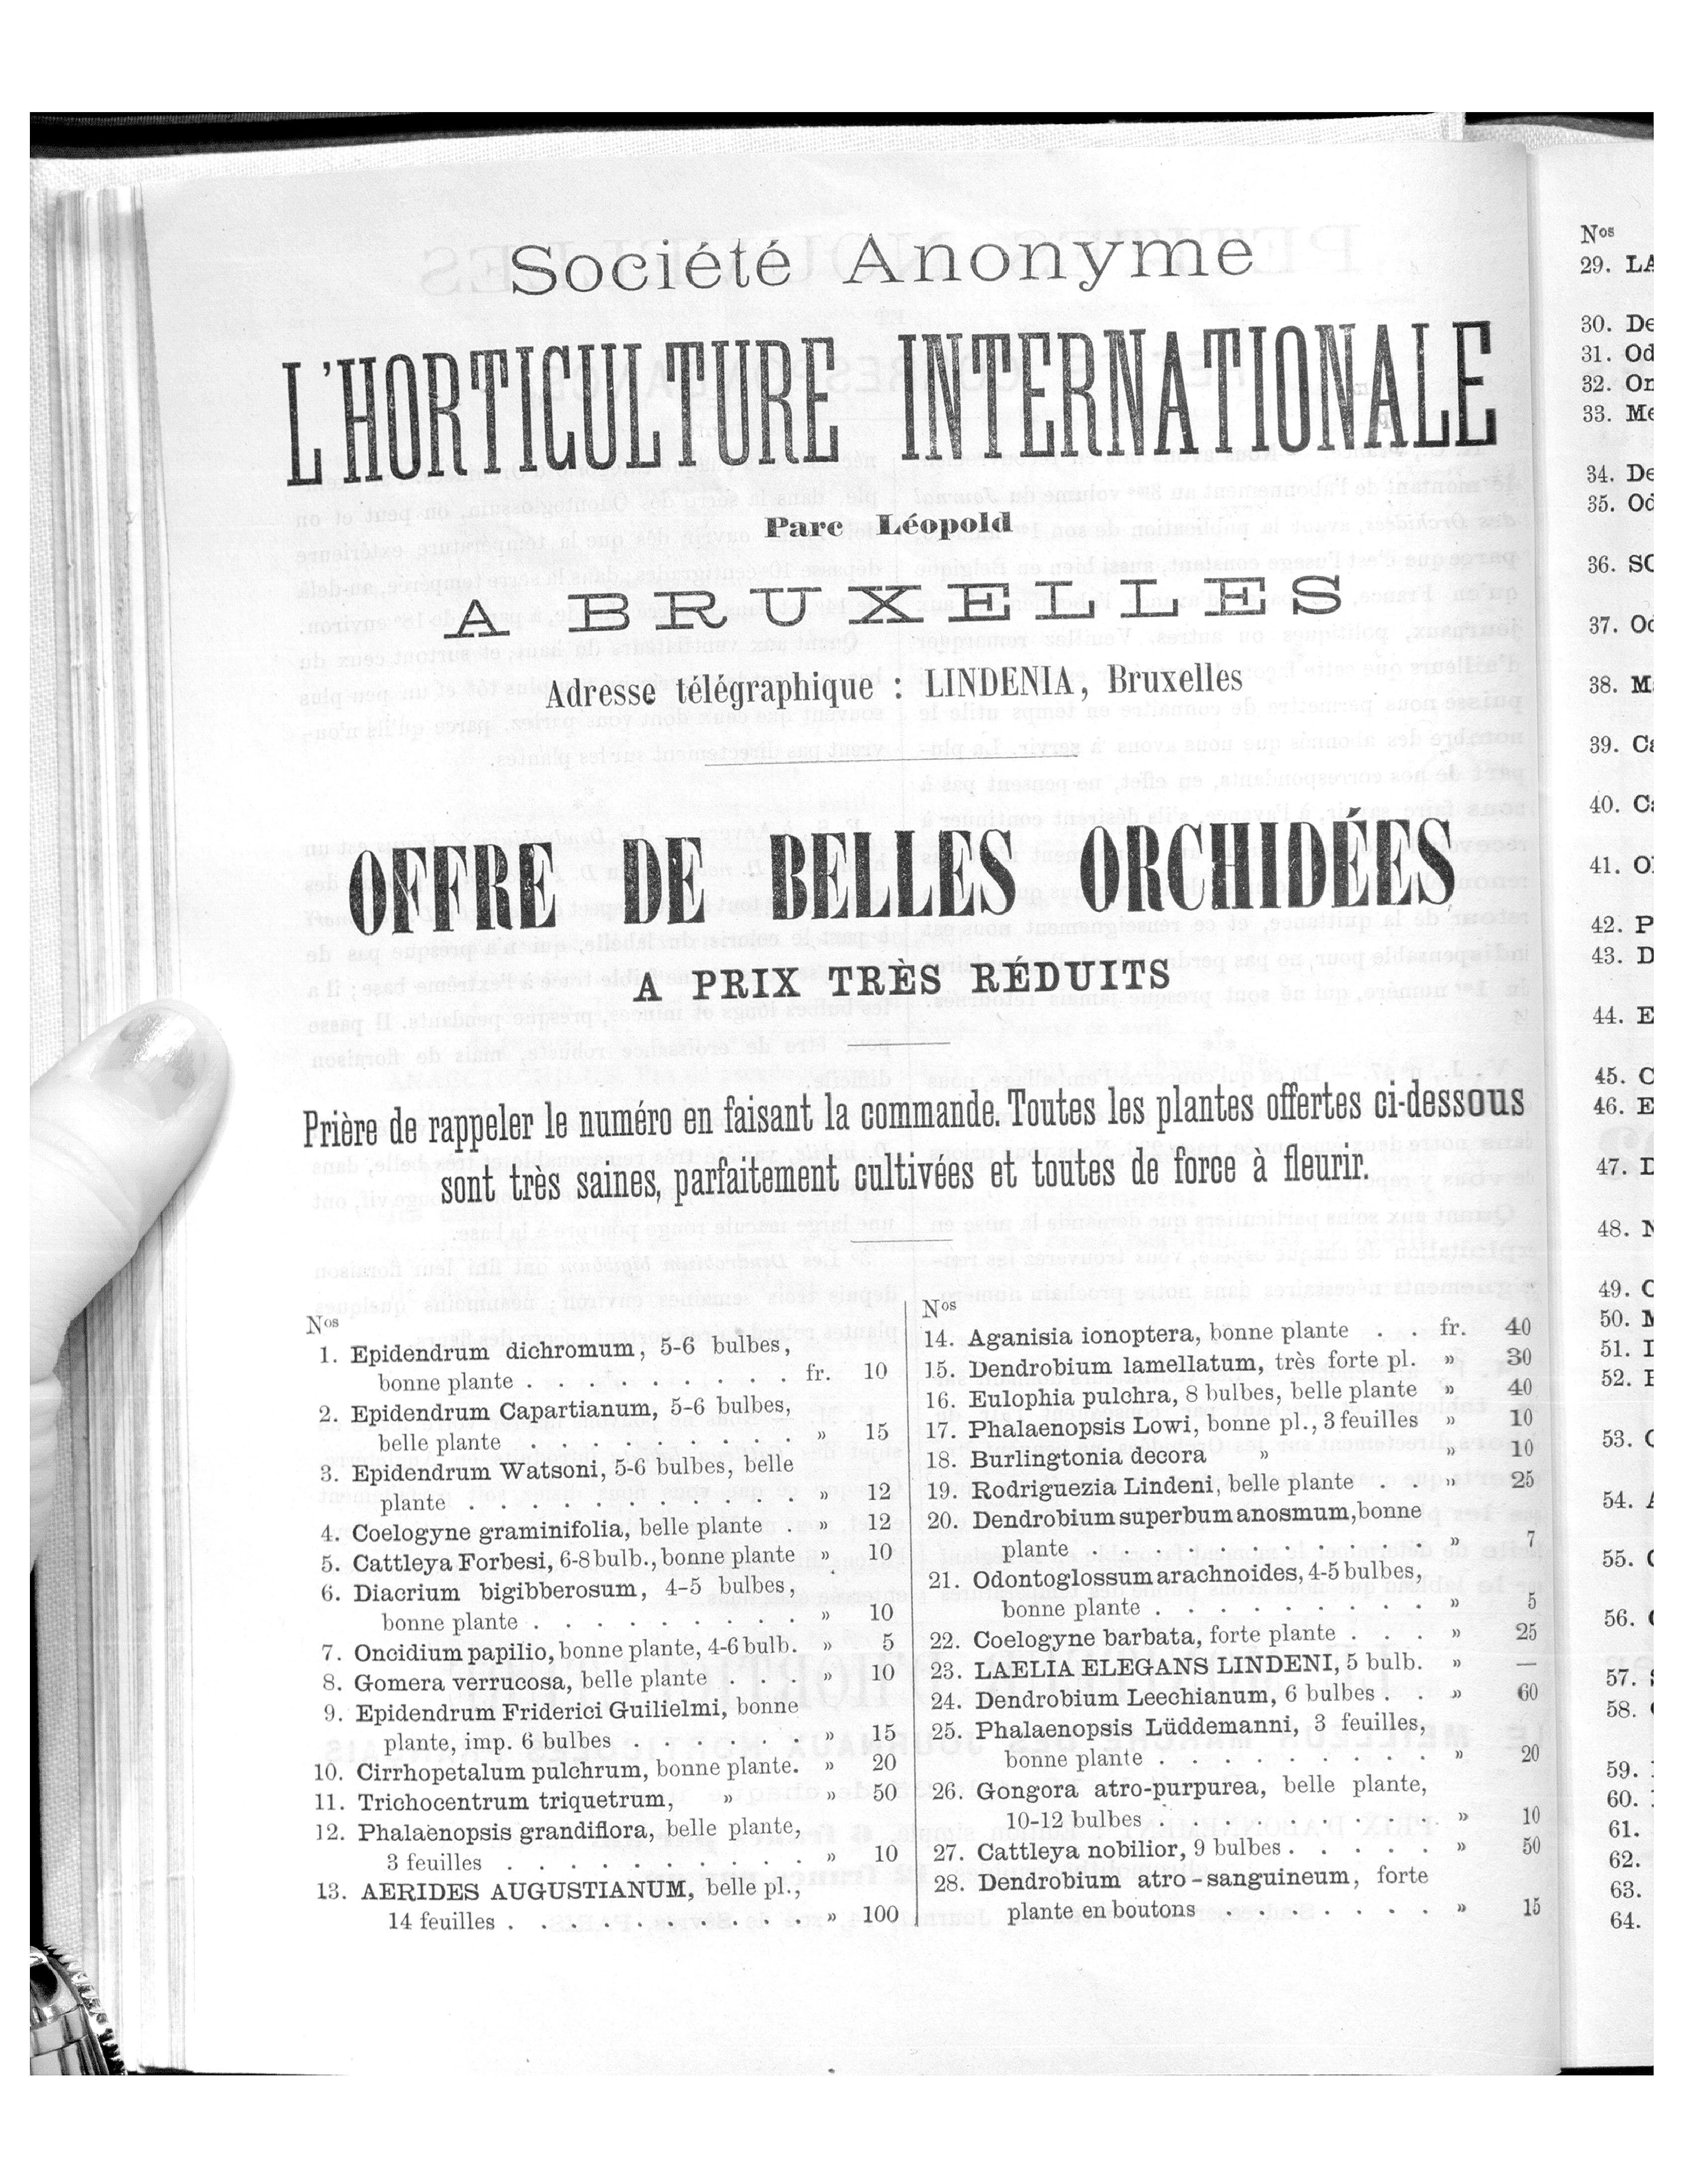 Société Anonyme
L'HORTICULTURE INTERNATIONALE
Parc Léopold
A BRUXELLES
Adresse télégraphique : LINDENIA, Bruxelles
OFFRE DE BELLES ORCHIDÉES
A PRIX TRÈS RÉDUITS
Prière de rappeler le numéro en faisant la commande. Toutes les plantes offertes ci-dessous
sont très saines, parfaitement cultivées et toutes de force à fleurir.
Nos
1. Epidendrum dichromum, 5-6 bulbes,
bonne plante . . . . . . . . . . fr. 10
2. Epidendrum Capartianum, 5-6 bulbes,
belle plante . . . . . . . . . . » 15
3. Epidendrum Watsoni, 5-6 bulbes, belle
plante . . . . . . . . . . . . » 12
4. Coelogyne graminifolia, belle plante . » 12
5. Cattleya Forbesi, 6-8 bulb., bonne plante » 10
6. Diacrium bigibberosum, 4-5 bulbes,
bonne plante . . . . . . . . . . » 10
7. Oncidium papilio, bonne plante, 4-6 bulb. » 5
8. Gomera verrucosa, belle plante . . . » 10
9. Epidendrum Friderici Guilielmi, bonne
plante, imp. 6 bulbes . . . . . . » 15
10. Cirrhopetalum pulchrum, bonne plante. » 20
11. Trichocentrum triquetrum, » » 50
12. Phalaenopsis grandiflora, belle plante,
3 feuilles . . . . . . . . . . . » 10
13. AERIDES AUGUSTIANUM, belle pl.,
14 feuilles . . . . . . . . . . . » 100
Nos
14. Aganisia ionoptera, bonne plante . . fr. 40
15. Dendrobium lamellatum, très forte pl. » 30
16. Eulophia pulchra, 8 bulbes, belle plante » 40
17. Phalaenopsis Lowi, bonne pl., 3 feuilles » 10
18. Burlingtonia decora » » 10
19. Rodriguezia Lindeni, belle plante . . » 25
20. Dendrobium superbum anosmum, bonne
plante . . . . . . . . . . . » 7
21. Odontoglossum arachnoides, 4-5 bulbes,
bonne plante . . . . . . . . . » 5
22. Coelogyne barbata, forte plante . . . » 25
23. LAELIA ELEGANS LINDENI, 5 bulb. » —
24. Dendrobium Leechianum, 6 bulbes . . » 60
25. Phalaenopsis Lüddemanni, 3 feuilles,
bonne plante . . . . . . . . . » 20
26. Gongora atro-purpurea, belle plante,
10-12 bulbes . . . . . . . . . » 10
27. Cattleya nobilior, 9 bulbes . . . . . » 50
28. Dendrobium atro-sanguineum, forte
plante en boutons . . . . . . . » 15
Nos
29.
30.
31.
32.
33.
34.
35.
36.
37.
38.
39.
40.
41.
42.
43.
44.
45.
46.
47.
48.
49.
50.
51.
52.
53.
54.
55.
56.
57.
58.
59.
60.
61.
62.
63.
64.